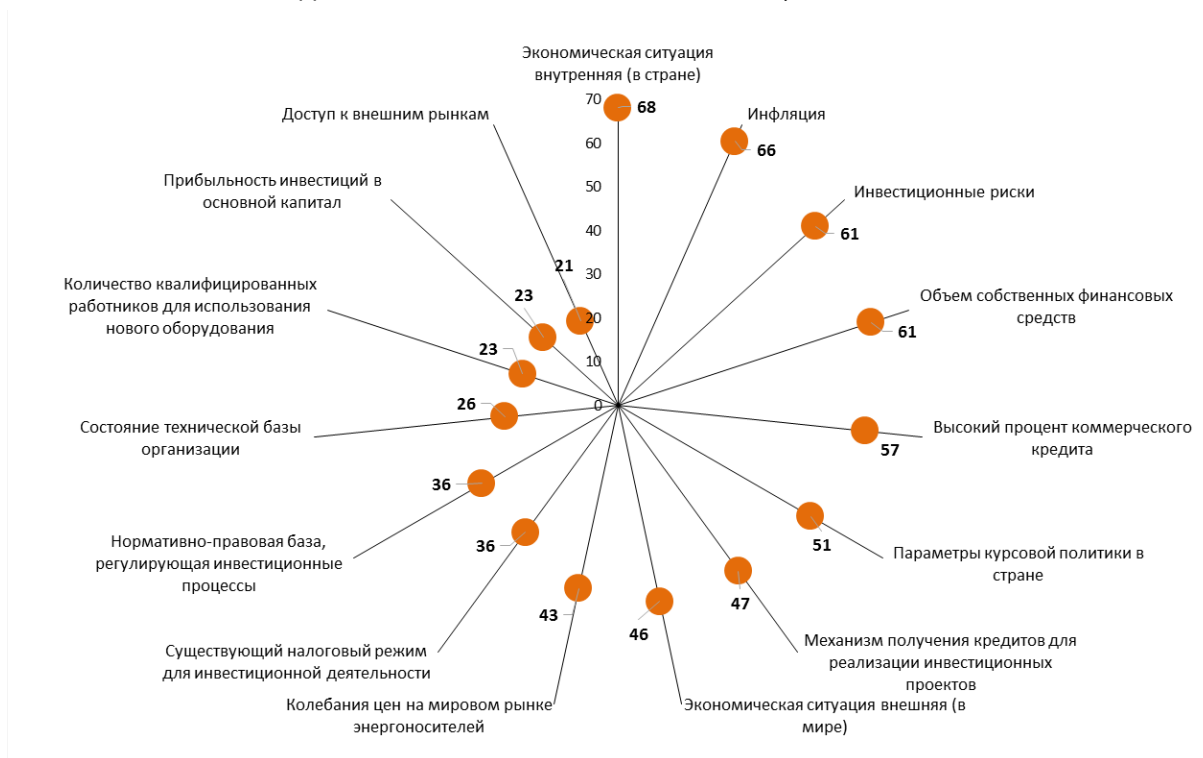 Экономическая ситуация
внутренняя (в стране)
70
68
60
50
40
30
20
10
0
Инфляция
66
Инвестиционные риски
61
Объем собственных финансовых
средств
61
Высокий процент коммерческого
кредита
57
Параметры курсовой политики в
стране
51
Механизм получения кредитов для
реализации инвестиционных
проектов
47
Экономическая ситуация внешняя (в
мире)
46
Колебания цен на мировом рынке
энергоносителей
43
Существующий налоговый режим
для инвестиционной деятельности
36
Нормативно-правовая база,
регулирующая инвестиционные
процессы
36
Состояние технической базы
организации
26
Количество квалифицированных
работников для использования
нового оборудования
23
Прибыльность инвестиций в
основной капитал
23
Доступ к внешним рынкам
21